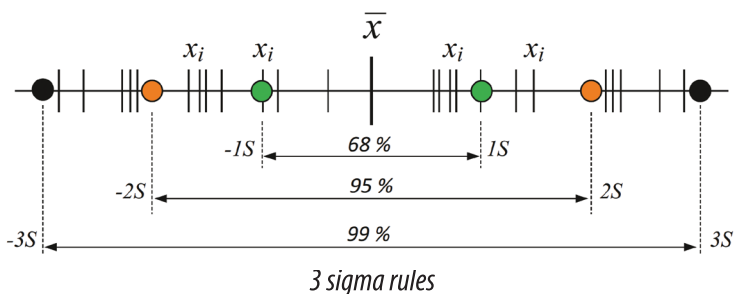 x̅
xᵢ xᵢ xᵢ xᵢ
-1S 68 % 1S
-2S 95 % 2S
-3S 99 % 3S
3 sigma rules